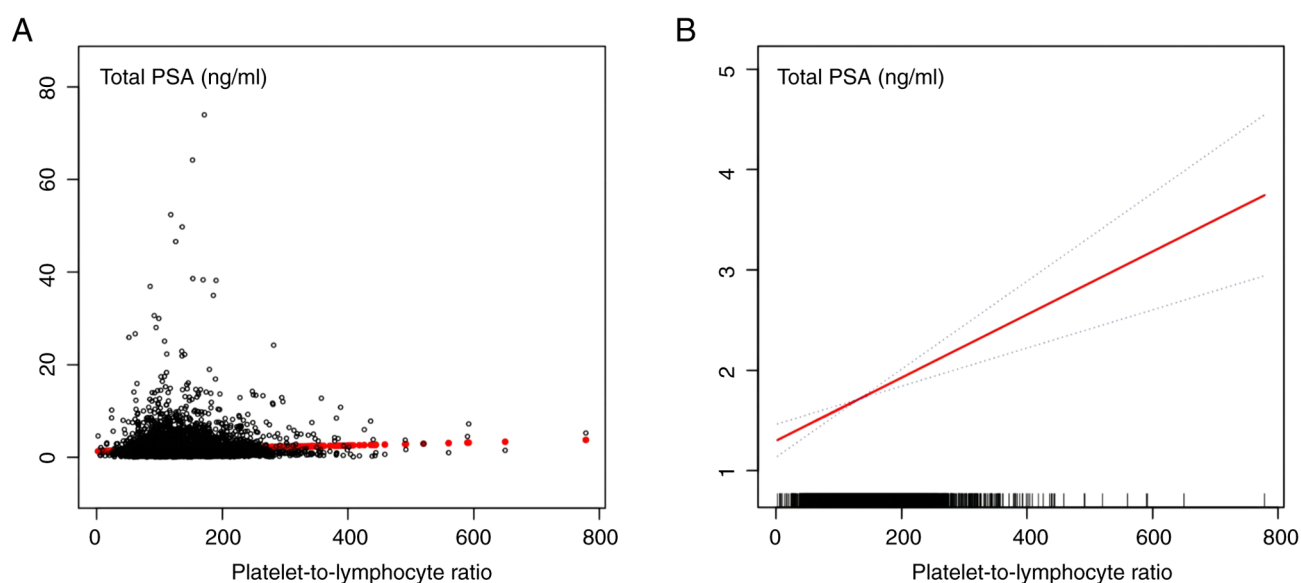 A
Total PSA (ng/ml)
80
60
40
20
0
0 200 400 600 800
Platelet-to-lymphocyte ratio
B
Total PSA (ng/ml)
5
4
3
2
1
0 200 400 600 800
Platelet-to-lymphocyte ratio